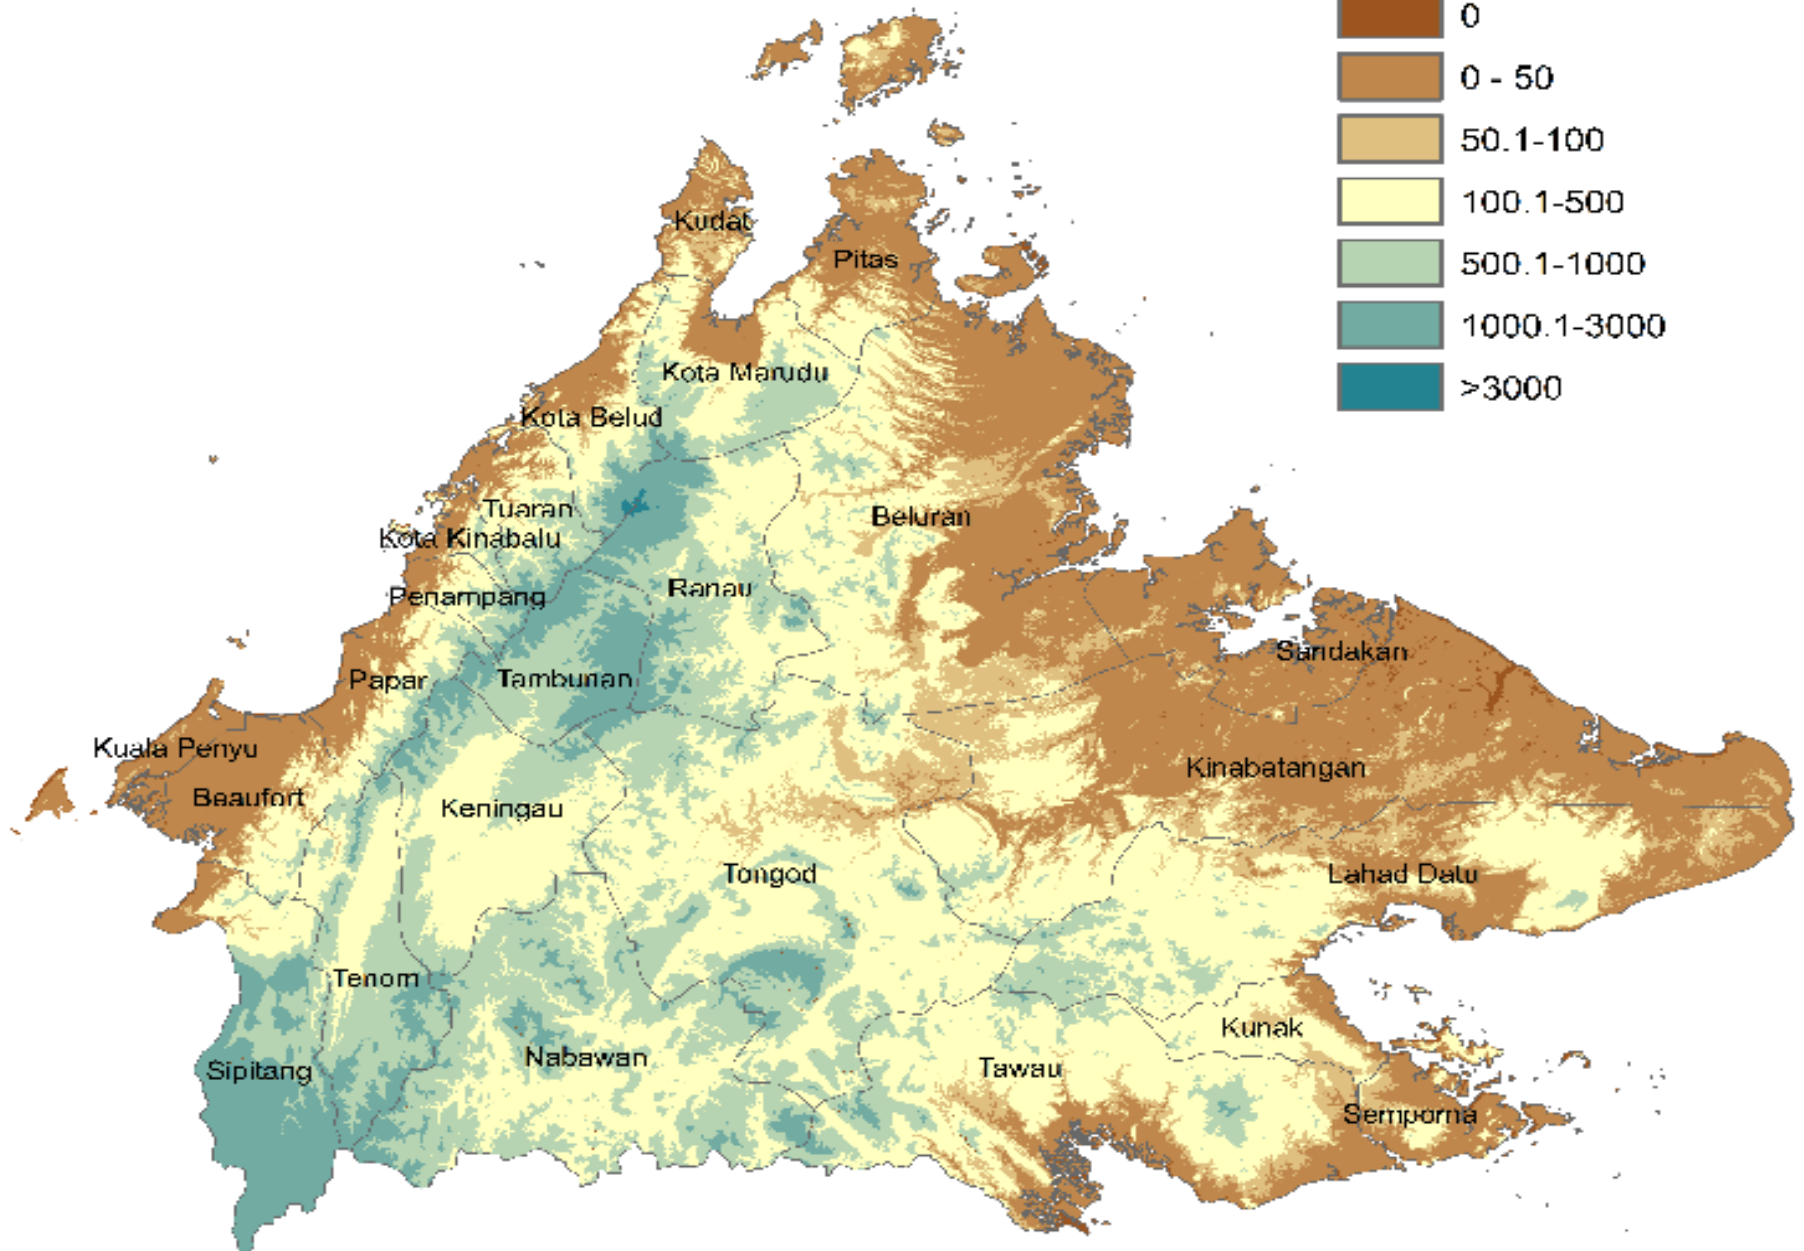 0
0 - 50
50.1-100
100.1-500
500.1-1000
1000.1-3000
>3000
Kudat
Pitas
Kota Marudu
Kota Belud
Tuaran
Beluran
Kota Kinabalu
Ranau
Penampang
Sandakan
Papar
Tambunan
Kuala Penyu
Kinabatangan
Beaufort
Keningau
Tongod
Lahad Datu
Tenom
Kunak
Nabawan
Tawau
Sipitang
Semporna